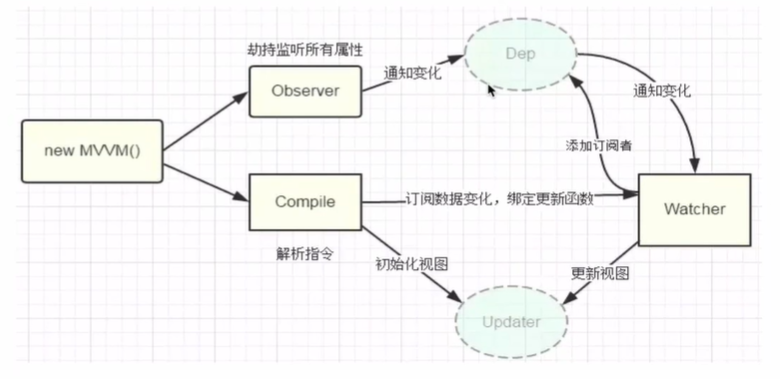 劫持监听所有属性
Dep
Observer
通知变化
通知变化
new MVVM()
添加订阅者
Compile
订阅数据变化，绑定更新函数
Watcher
解析指令
初始化视图
更新视图
Updater